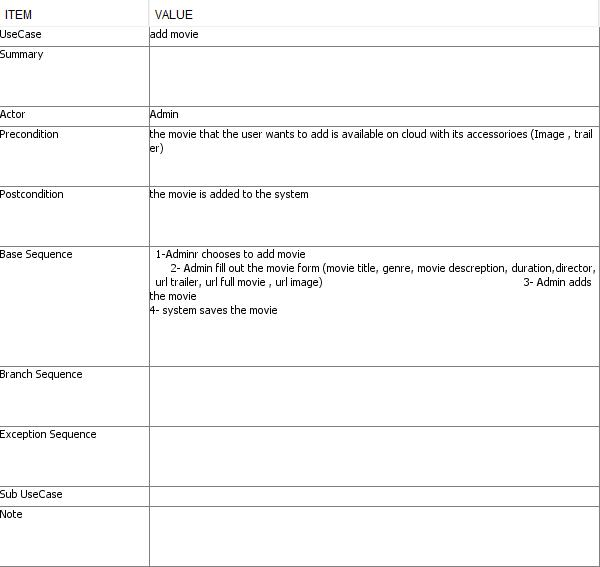 ITEM VALUE
UseCase add movie
Summary
Actor Admin
Precondition the movie that the user wants to add is available on cloud with its accessorioes (Image , trail
er)
Postcondition the movie is added to the system
Base Sequence 1-Adminr chooses to add movie
2- Admin fill out the movie form (movie title, genre, movie descreption, duration,director,
url trailer, url full movie , url image) 3- Admin adds
the movie
4- system saves the movie
Branch Sequence
Exception Sequence
Sub UseCase
Note